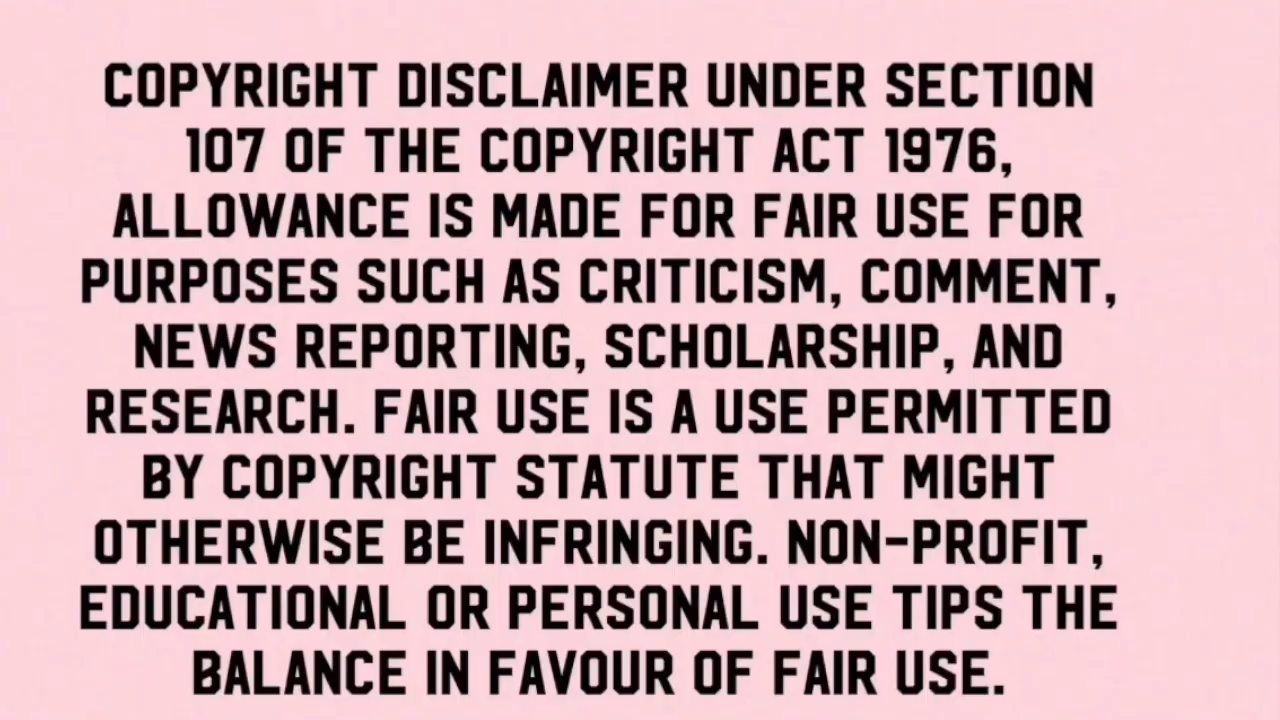 COPYRIGHT DISCLAIMER UNDER SECTION
107 OF THE COPYRIGHT ACT 1976,
ALLOWANCE IS MADE FOR FAIR USE FOR
PURPOSES SUCH AS CRITICISM, COMMENT,
NEWS REPORTING, SCHOLARSHIP, AND
RESEARCH. FAIR USE IS A USE PERMITTED
BY COPYRIGHT STATUTE THAT MIGHT
OTHERWISE BE INFRINGING. NON-PROFIT,
EDUCATIONAL OR PERSONAL USE TIPS THE
BALANCE IN FAVOUR OF FAIR USE.